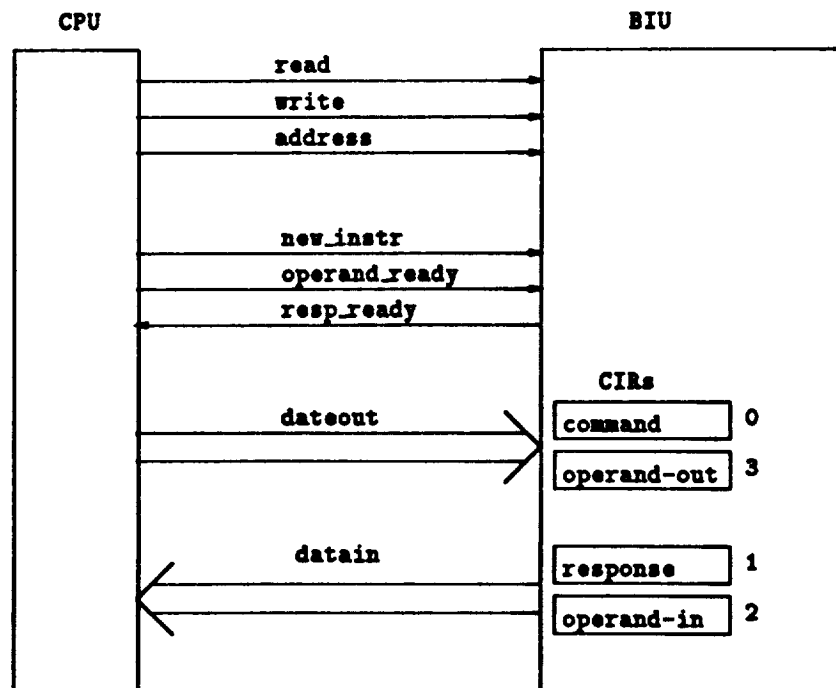 CPU
BIU
read
write
address
new_instr
operand_ready
resp_ready
CIRs
dateout
command 0
operand-out 3
datain
response 1
operand-in 2